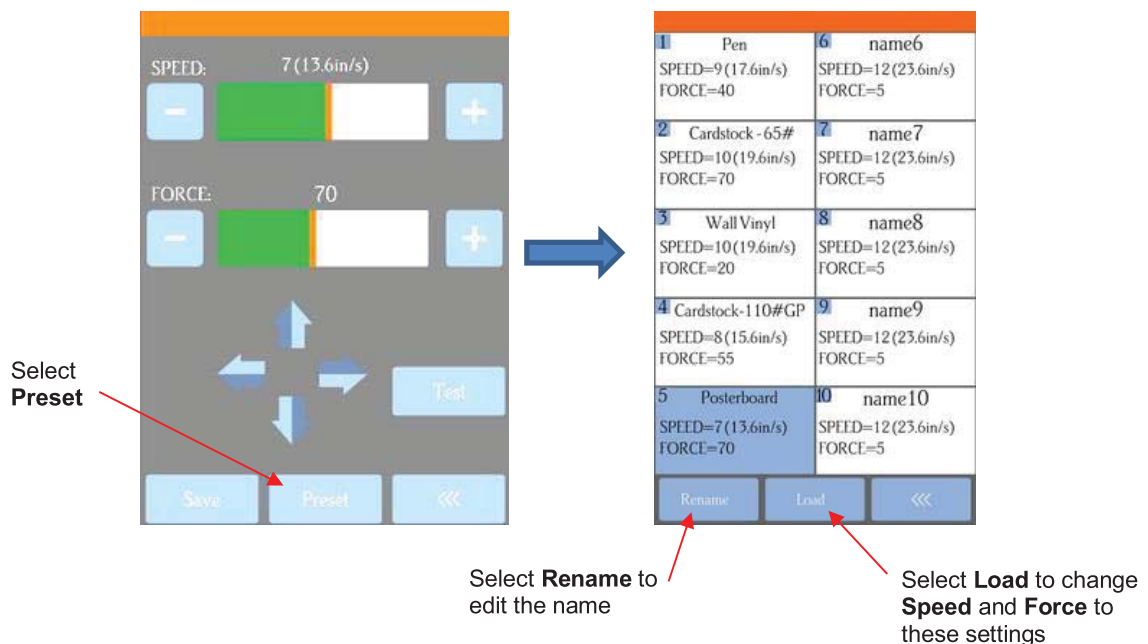 SPEED: 7(13.6in/s)
−
+
FORCE: 70
−
+
Test
Save Preset <<<
Select
Preset
1 Pen
SPEED=9(17.6in/s)
FORCE=40
6 name6
SPEED=12(23.6in/s)
FORCE=5
2 Cardstock - 65#
SPEED=10(19.6in/s)
FORCE=70
7 name7
SPEED=12(23.6in/s)
FORCE=5
3 Wall Vinyl
SPEED=10(19.6in/s)
FORCE=20
8 name8
SPEED=12(23.6in/s)
FORCE=5
4 Cardstock-110#GP
SPEED=8(15.6in/s)
FORCE=55
9 name9
SPEED=12(23.6in/s)
FORCE=5
5 Posterboard
SPEED=7(13.6in/s)
FORCE=70
10 name10
SPEED=12(23.6in/s)
FORCE=5
Rename Load <<<
Select Rename to
edit the name
Select Load to change
Speed and Force to
these settings